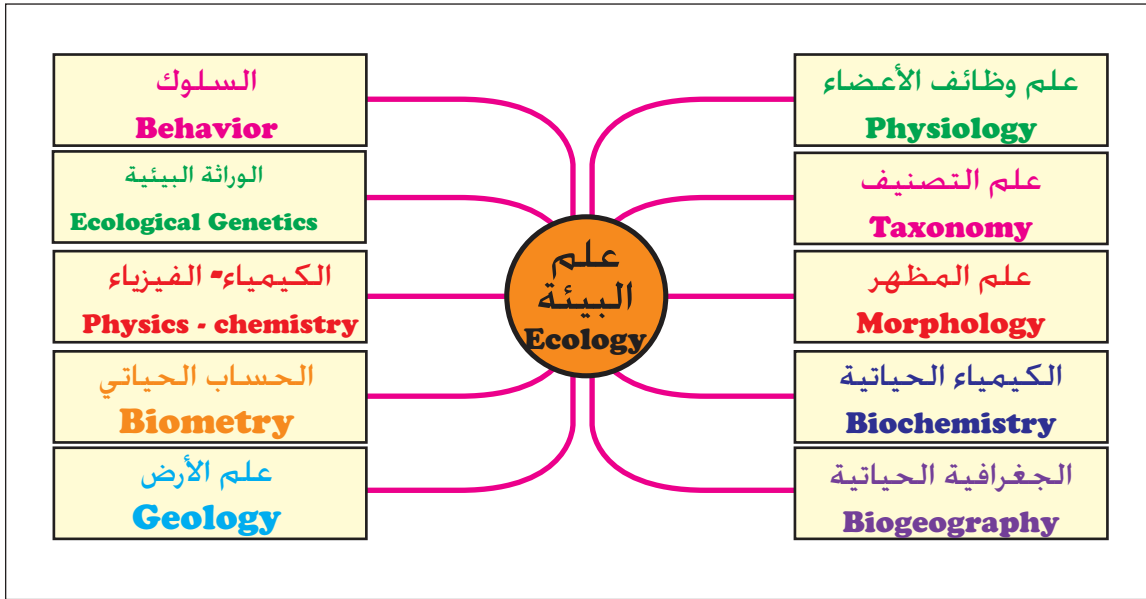 علم وظائف الأعضاء
Physiology
علم التصنيف
Taxonomy
علم المظهر
Morphology
الكيمياء الحياتية
Biochemistry
الجغرافية الحياتية
Biogeography
علم
البيئة
Ecology
السلوك
Behavior
الوراثة البيئية
Ecological Genetics
الكيمياء- الفيزياء
Physics - chemistry
الحساب الحياتي
Biometry
علم الأرض
Geology